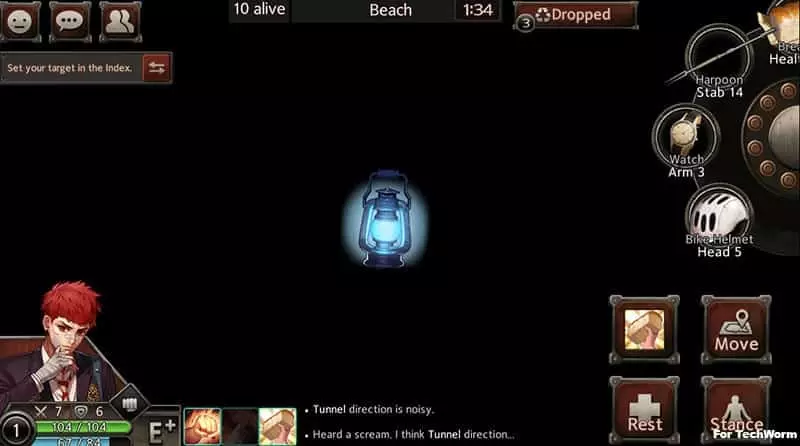 10 alive
Beach
1:34
3
Dropped
Set your target in the Index.
Harpoon
Stab 14
Watch
Arm 3
Bike Helmet
Head 5
Move
Rest
Stance
7
6
1
104 / 104
67 / 84
E+
• Tunnel direction is noisy.
• Heard a scream, I think Tunnel direction...
For TechWorm